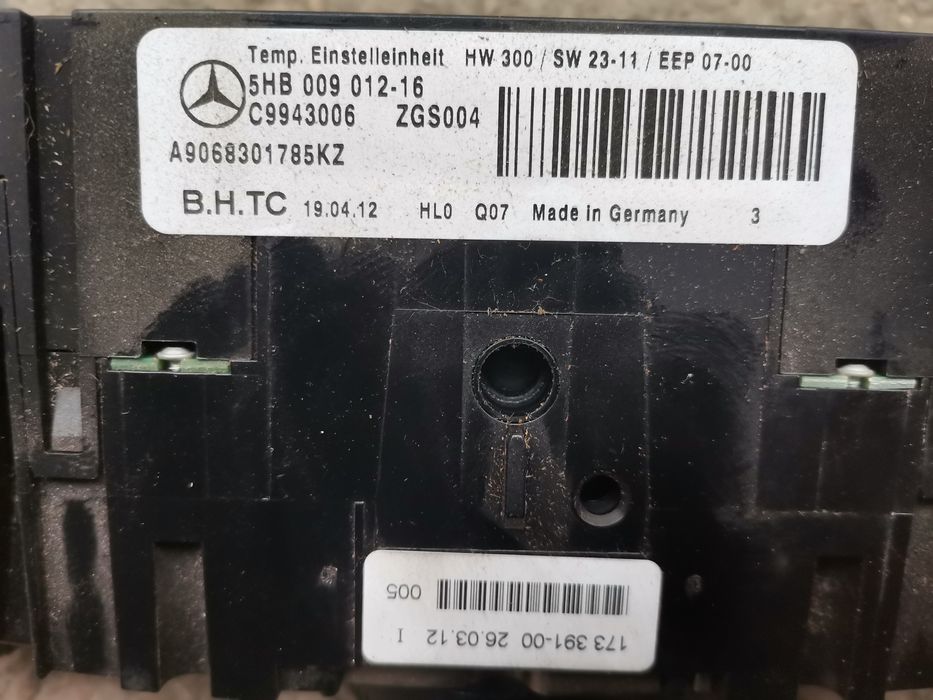 Temp. Einstelleinheit HW 300 / SW 23-11 / EEP 07-00
5HB 009 012-16
C9943006 ZGS004
A9068301785KZ
B.H.TC 19.04.12 HL0 Q07 Made in Germany 3
173 391-00 26.03.12 I
005